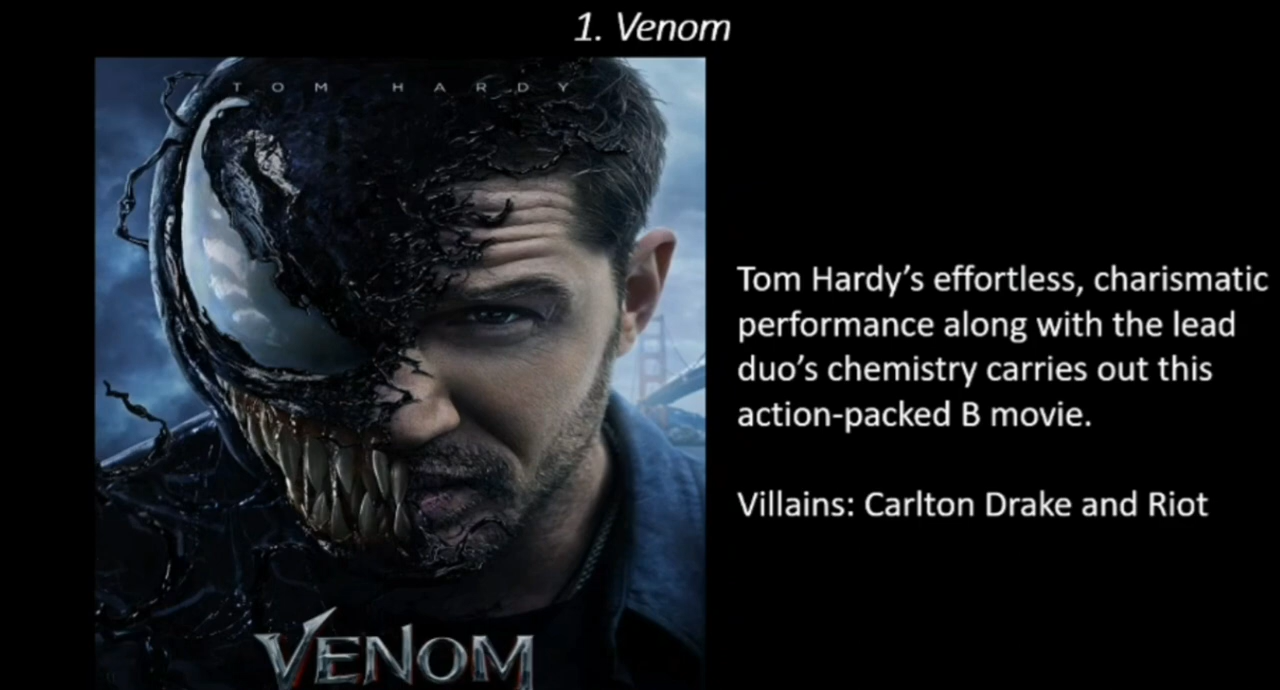 1. Venom
TOM HARDY
VENOM
Tom Hardy’s effortless, charismatic
performance along with the lead
duo’s chemistry carries out this
action-packed B movie.
Villains: Carlton Drake and Riot